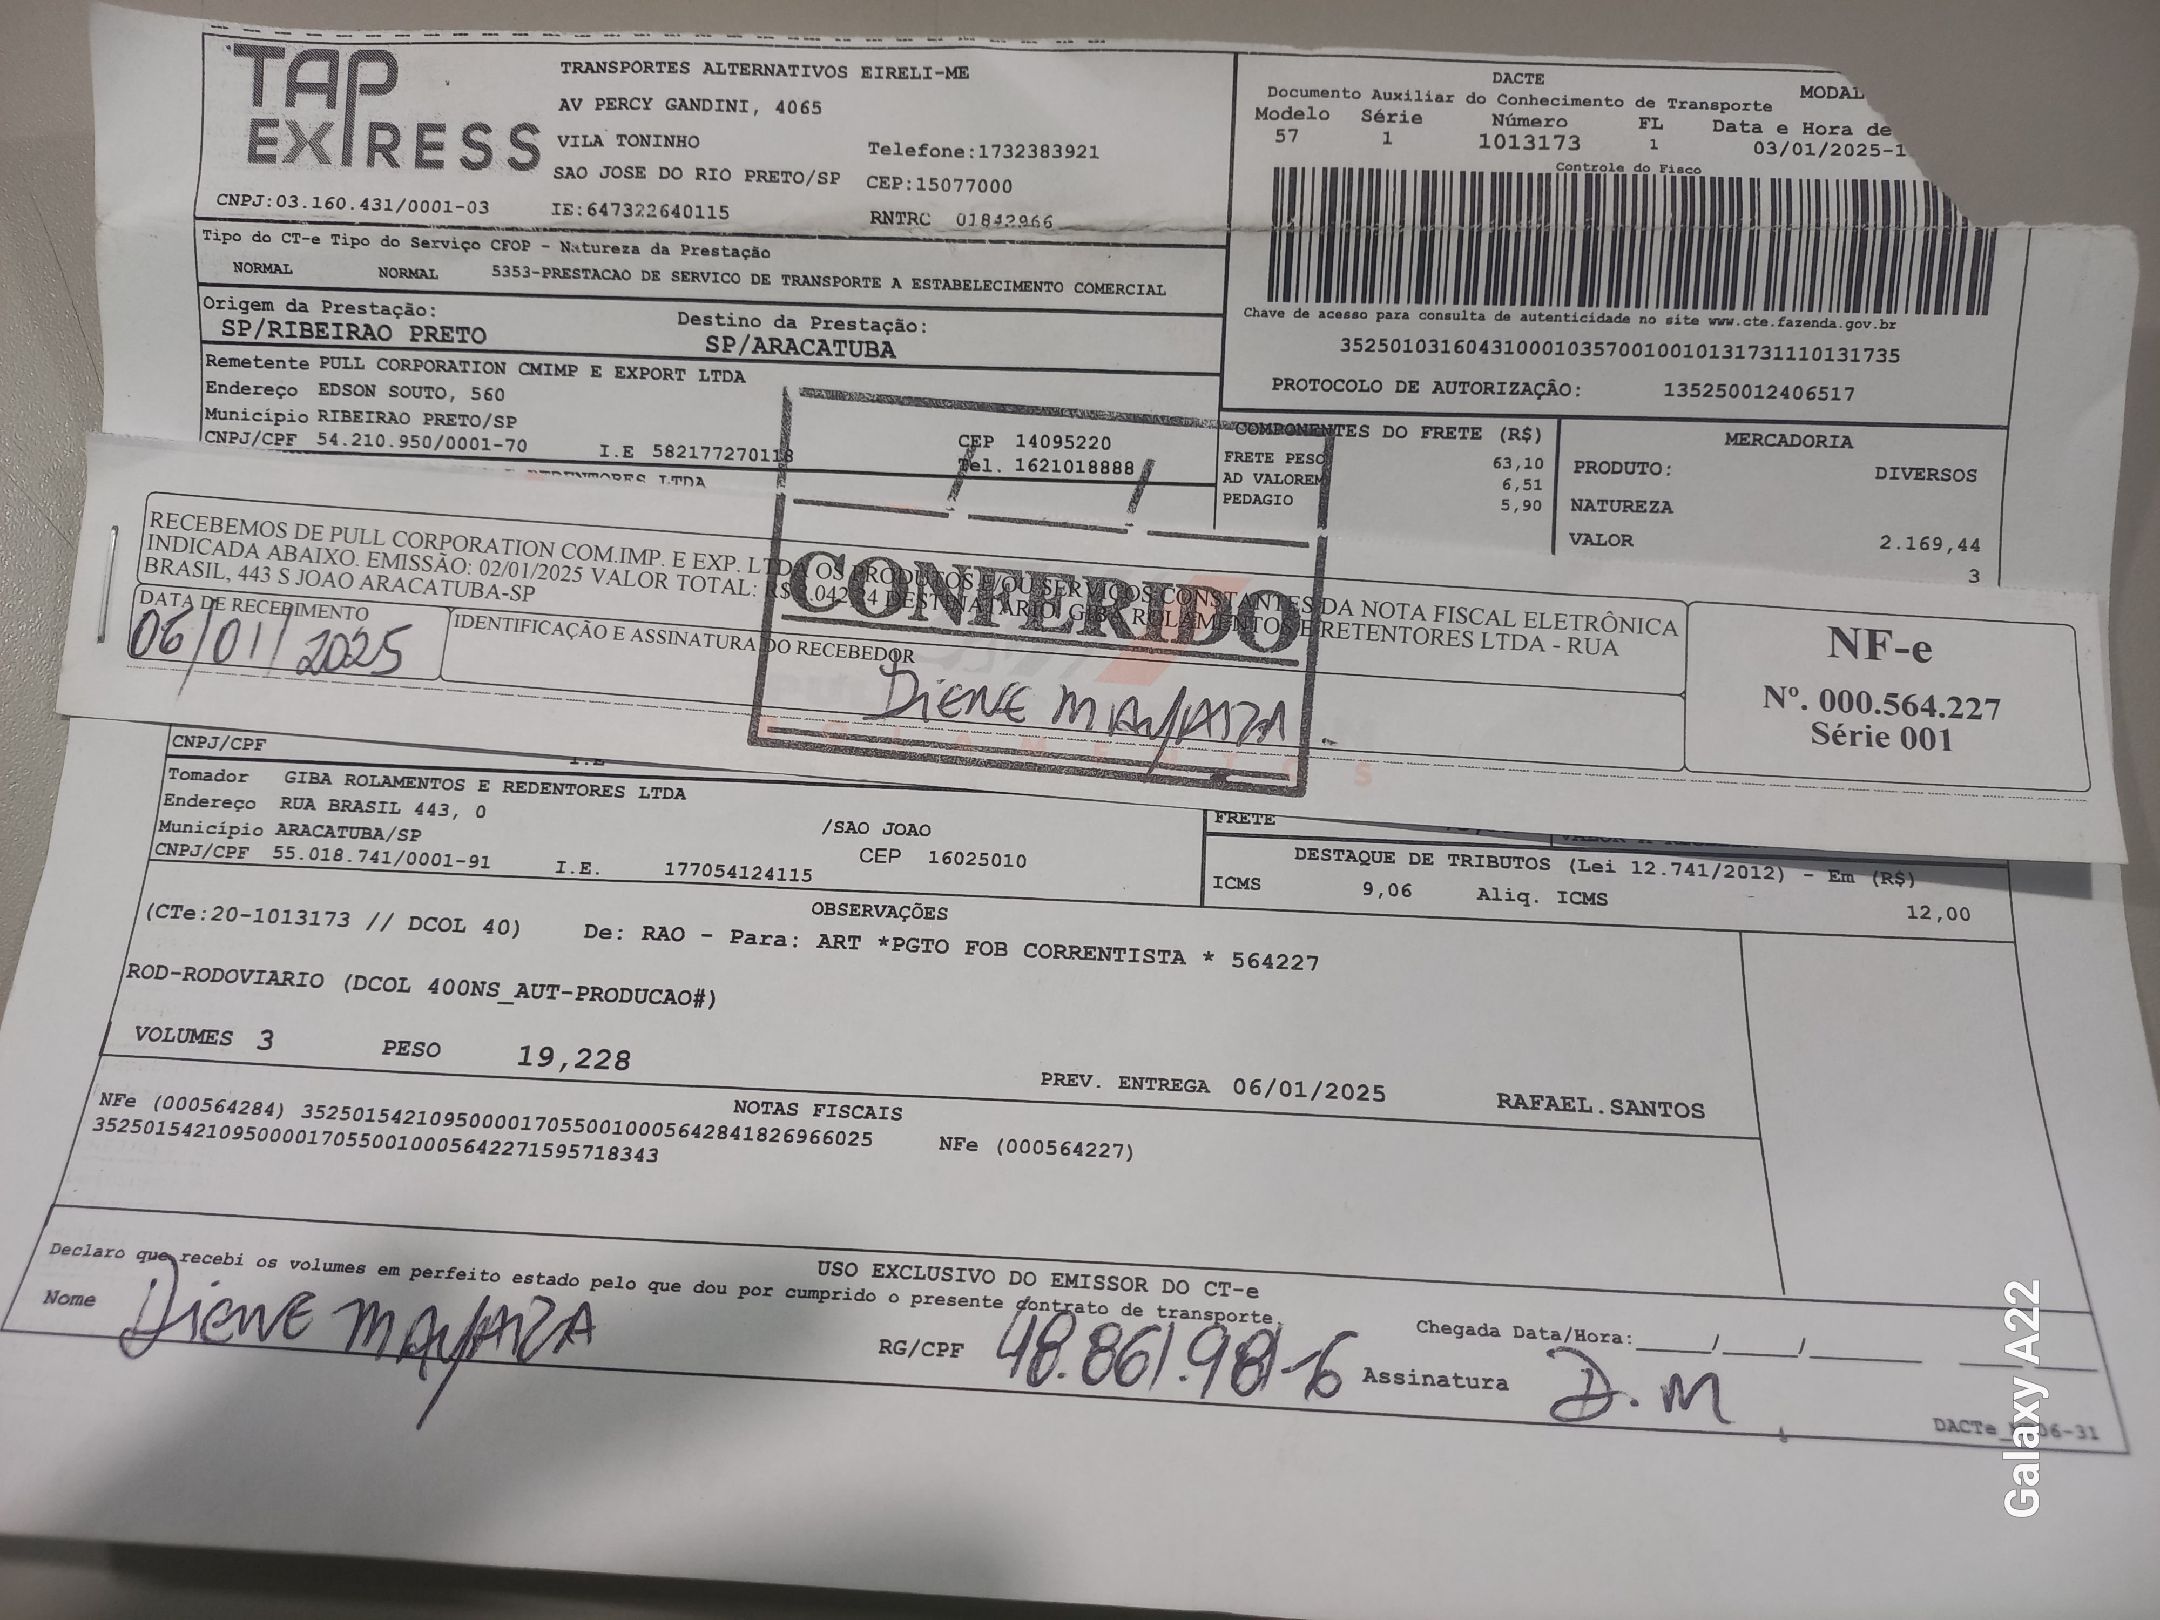 TAP EXPRESS
TRANSPORTES ALTERNATIVOS EIRELI-ME
AV PERCY GANDINI, 4065
VILA TONINHO
Telefone:1732383921
SAO JOSE DO RIO PRETO/SP CEP:15077000
CNPJ:03.160.431/0001-03 IE:647322640115 RNTRC 01842966
DACTE
MODAL
Documento Auxiliar do Conhecimento de Transporte
Modelo Série Número FL Data e Hora de
57 1 1013173 1 03/01/2025-1
Controle do Fisco
Chave de acesso para consulta de autenticidade no site www.cte.fazenda.gov.br
35250103160431000103570010010131731110131735
PROTOCOLO DE AUTORIZAÇÃO: 135250012406517
Tipo do CT-e Tipo do Serviço CFOP - Natureza da Prestação
NORMAL NORMAL 5353-PRESTACAO DE SERVICO DE TRANSPORTE A ESTABELECIMENTO COMERCIAL
Origem da Prestação: Destino da Prestação:
SP/RIBEIRAO PRETO SP/ARACATUBA
Remetente PULL CORPORATION CMIMP E EXPORT LTDA
Endereço EDSON SOUTO, 560
Município RIBEIRAO PRETO/SP CEP 14095220
CNPJ/CPF 54.210.950/0001-70 I.E 582177270118 Tel. 1621018888
COMPONENTES DO FRETE (R$)
FRETE PESO 63,10
AD VALOREM 6,51
PEDAGIO 5,90
MERCADORIA
PRODUTO: DIVERSOS
NATUREZA
VALOR 2.169,44
3
RECEBEMOS DE PULL CORPORATION COM.IMP. E EXP. LTDA OS PRODUTOS E/OU SERVIÇOS CONSTANTES DA NOTA FISCAL ELETRÔNICA
INDICADA ABAIXO. EMISSÃO: 02/01/2025 VALOR TOTAL: DESTINATÁRIO: GIBA ROLAMENTOS E RETENTORES LTDA - RUA
BRASIL, 443 S JOAO ARACATUBA-SP
CONFERIDO
DATA DE RECEBIMENTO
06/01/2025
IDENTIFICAÇÃO E ASSINATURA DO RECEBEDOR
Diene
NF-e
Nº. 000.564.227
Série 001
CNPJ/CPF I.E
Tomador GIBA ROLAMENTOS E REDENTORES LTDA
Endereço RUA BRASIL 443, 0 /SAO JOAO
Município ARACATUBA/SP CEP 16025010
CNPJ/CPF 55.018.741/0001-91 I.E. 177054124115
FRETE
DESTAQUE DE TRIBUTOS (Lei 12.741/2012) - Em (R$)
ICMS 9,06 Aliq. ICMS 12,00
OBSERVAÇÕES
(CTe:20-1013173 // DCOL 40) De: RAO - Para: ART *PGTO FOB CORRENTISTA * 564227
ROD-RODOVIARIO (DCOL 400NS_AUT-PRODUCAO#)
VOLUMES 3 PESO 19,228
PREV. ENTREGA 06/01/2025 RAFAEL.SANTOS
NOTAS FISCAIS
NFe (000564284) 35250154210950000170550010005642841826966025 NFe (000564227)
35250154210950000170550010005642271595718343
USO EXCLUSIVO DO EMISSOR DO CT-e
Declaro que recebi os volumes em perfeito estado pelo que dou por cumprido o presente contrato de transporte.
Nome Diene RG/CPF 48.861.981-6 Assinatura D.M
Chegada Data/Hora:____/____/_____
Galaxy A22